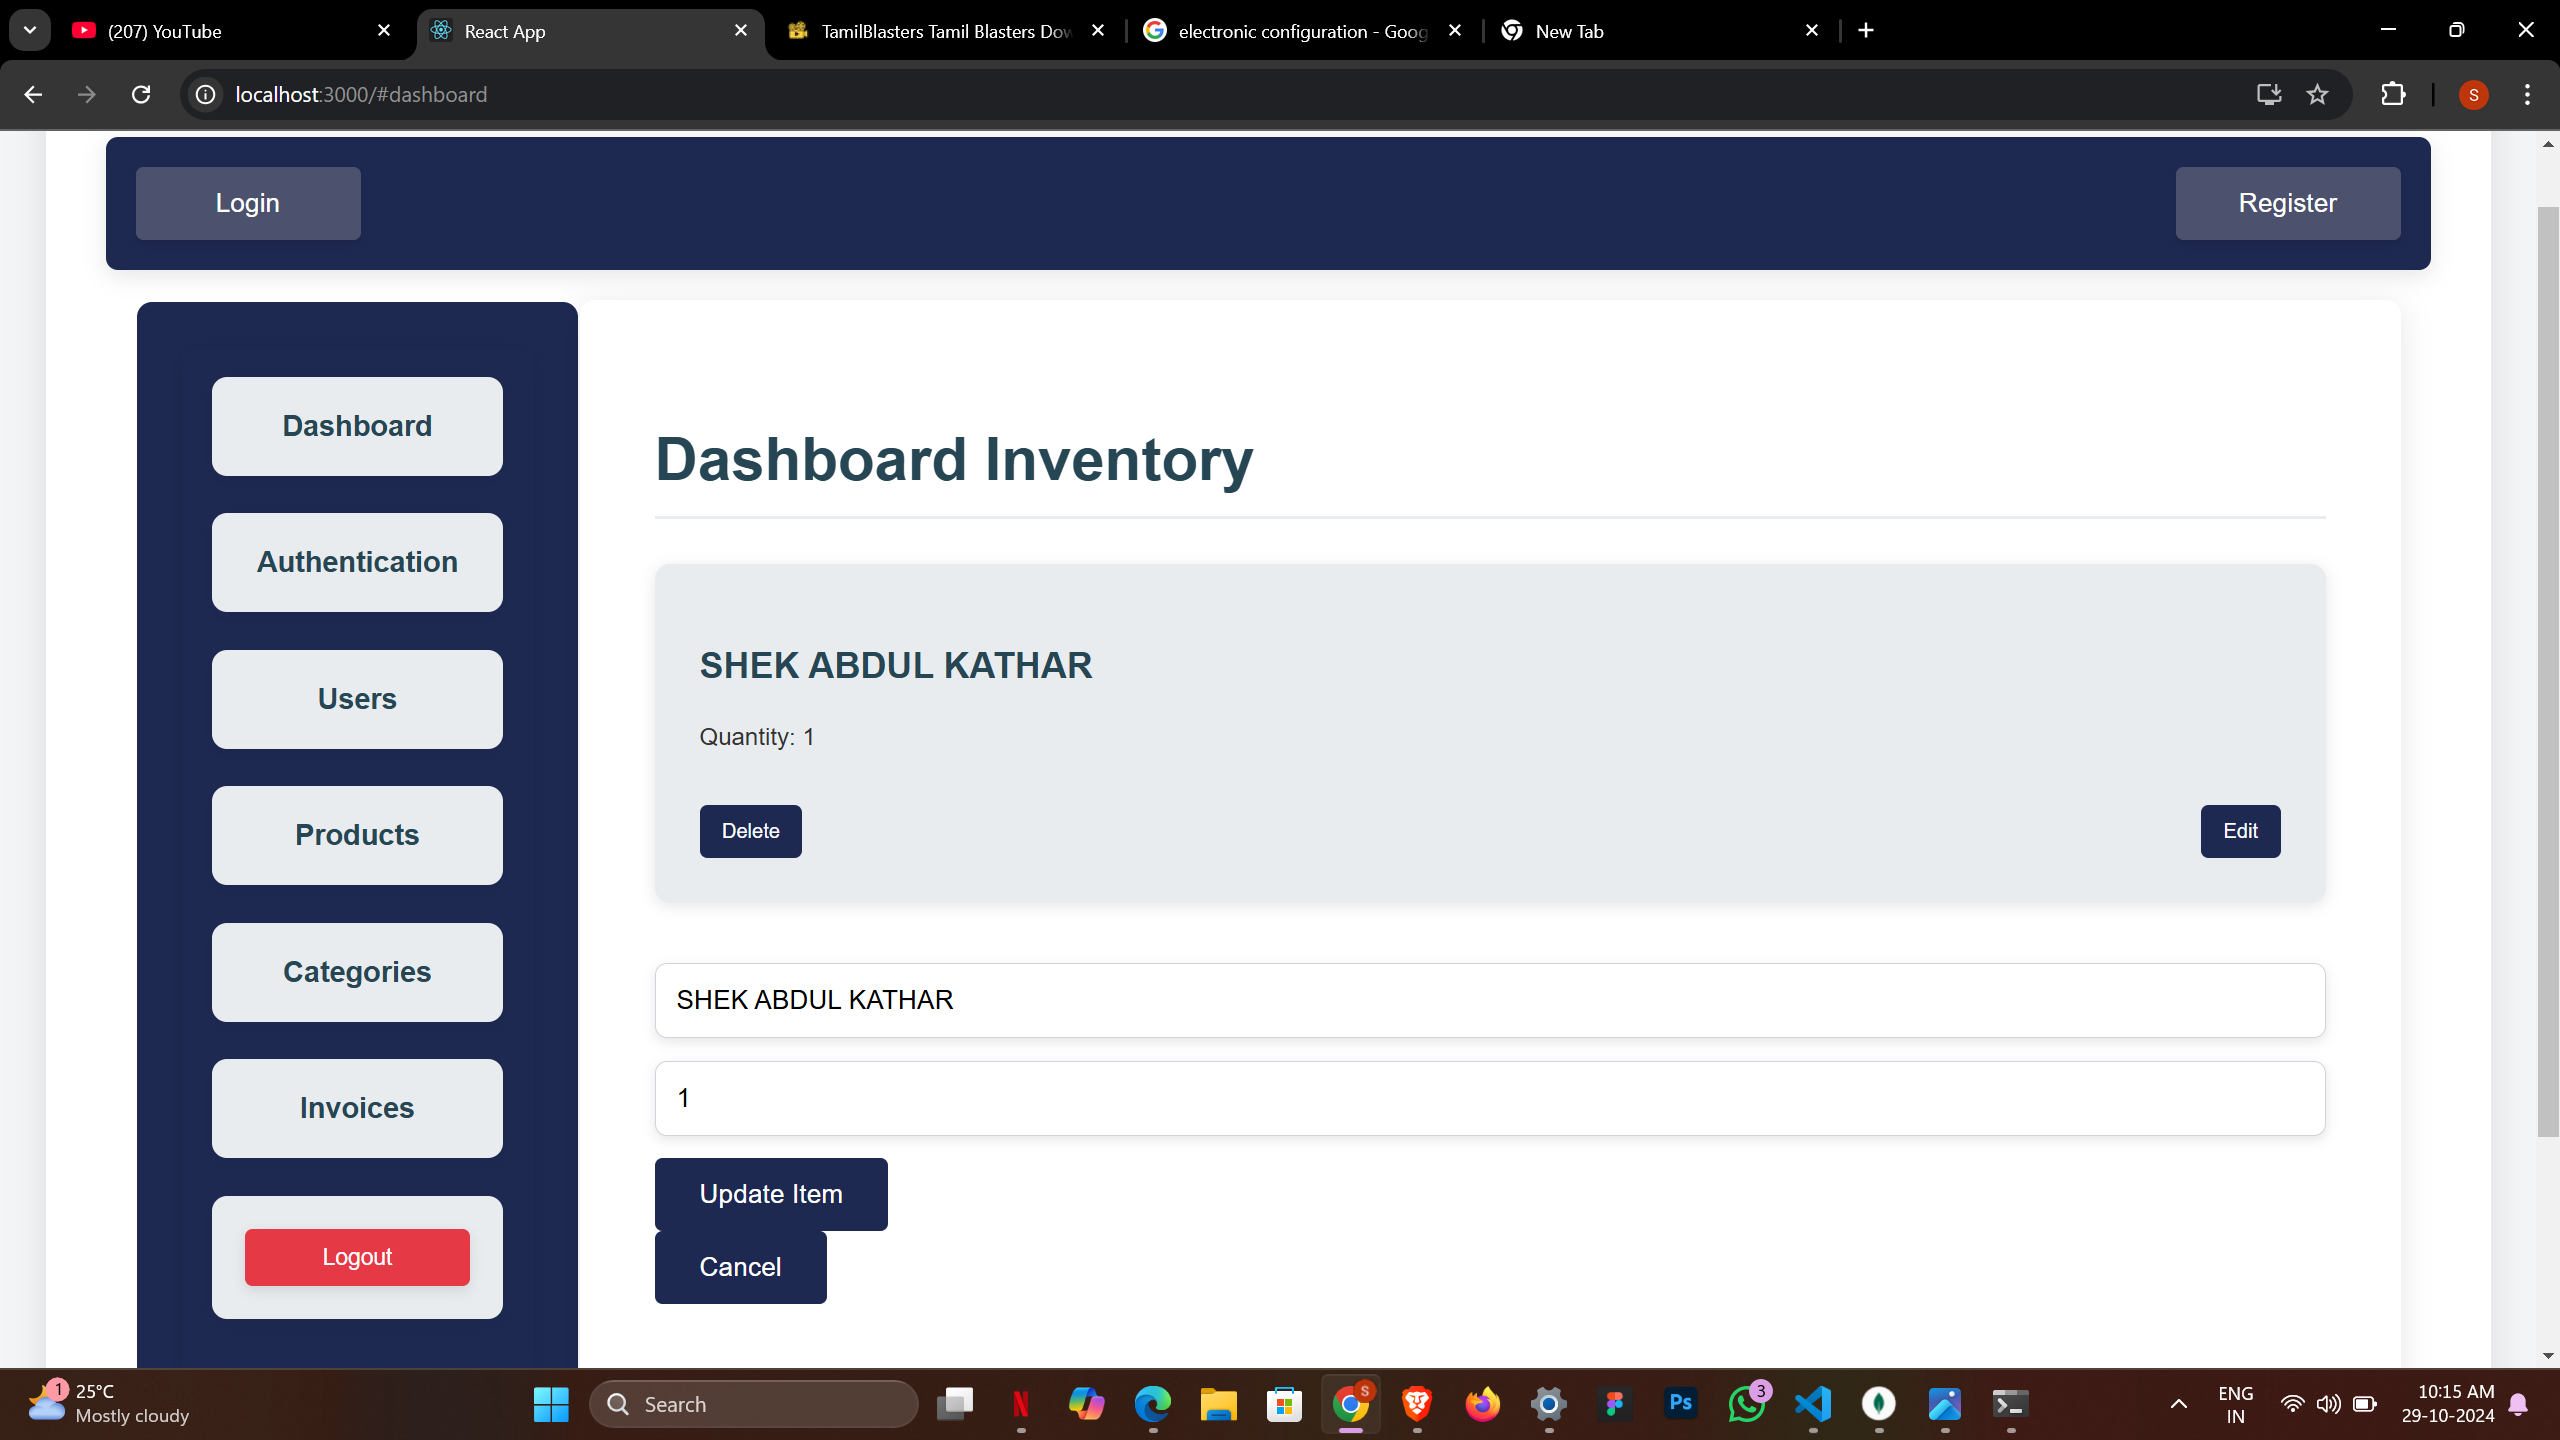 (207) YouTube
React App
TamilBlasters Tamil Blasters Dow
electronic configuration - Goog
New Tab
localhost:3000/#dashboard
S
Login
Register
Dashboard
Authentication
Users
Products
Categories
Invoices
Logout
Dashboard Inventory
SHEK ABDUL KATHAR
Quantity: 1
Delete
Edit
SHEK ABDUL KATHAR
1
Update Item
Cancel
1
25°C
Mostly cloudy
Search
N
S
Ps
3
ENG
IN
10:15 AM
29-10-2024